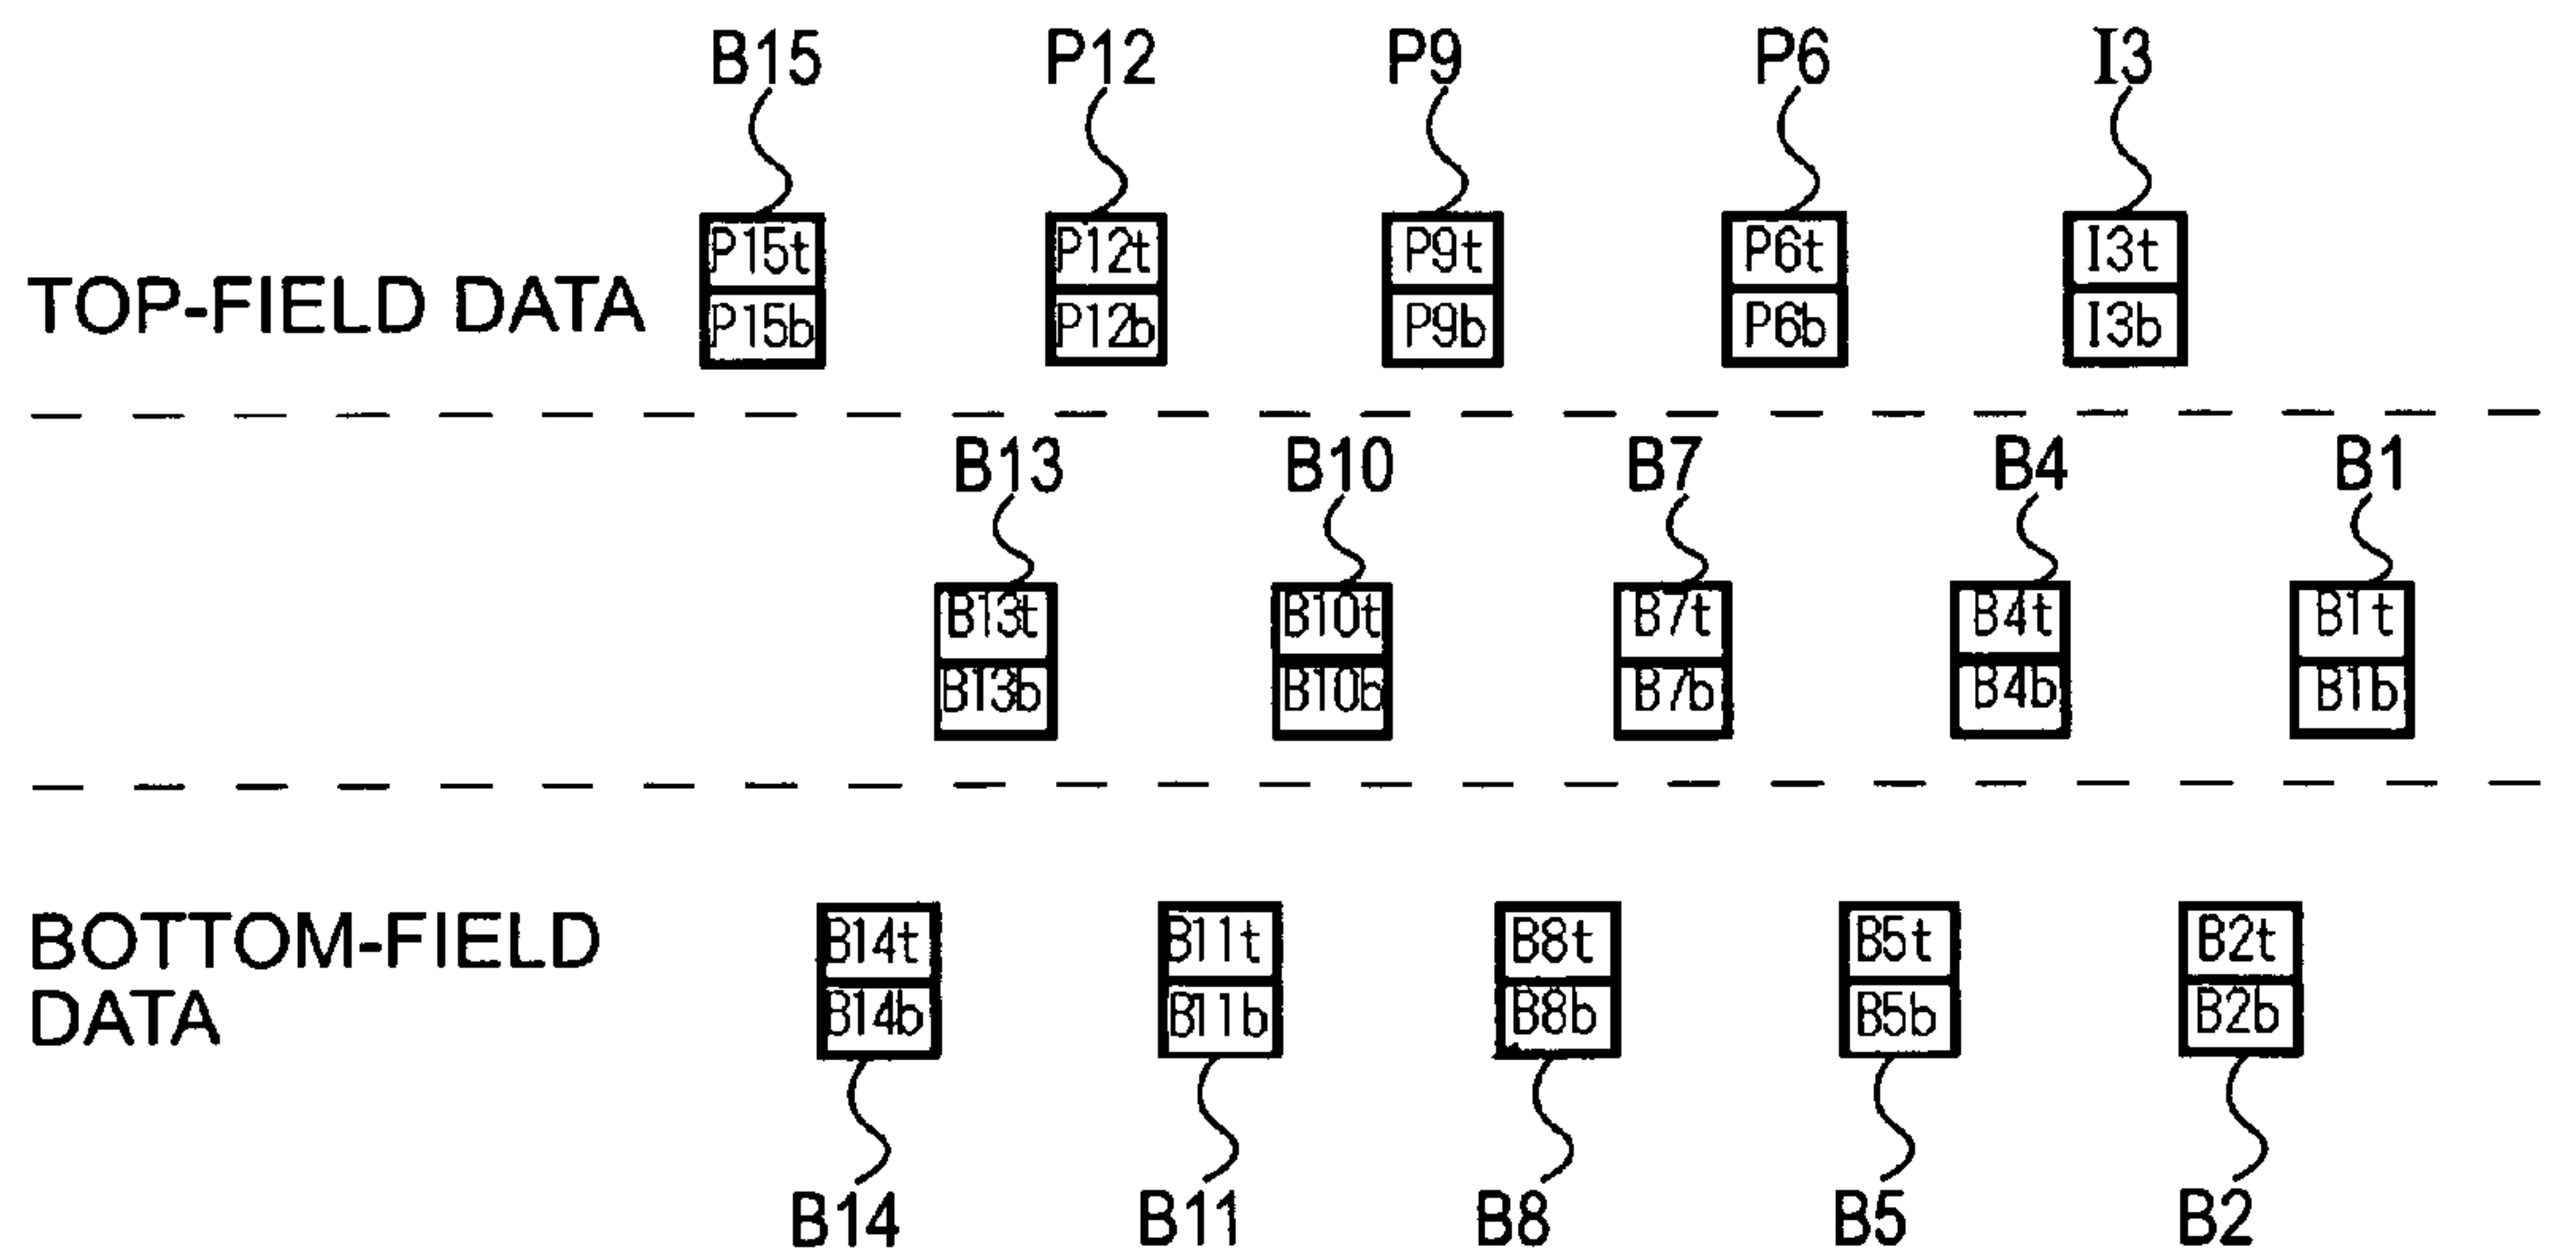 B15 P12 P9 P6 I3
P15t P12t P9t P6t I3t
TOP-FIELD DATA P15b P12b P9b P6b I3b
B13 B10 B7 B4 B1
B13t B10t B7t B4t B1t
B13b B10b B7b B4b B1b
BOTTOM-FIELD B14t B11t B8t B5t B2t
DATA B14b B11b B8b B5b B2b
B14 B11 B8 B5 B2